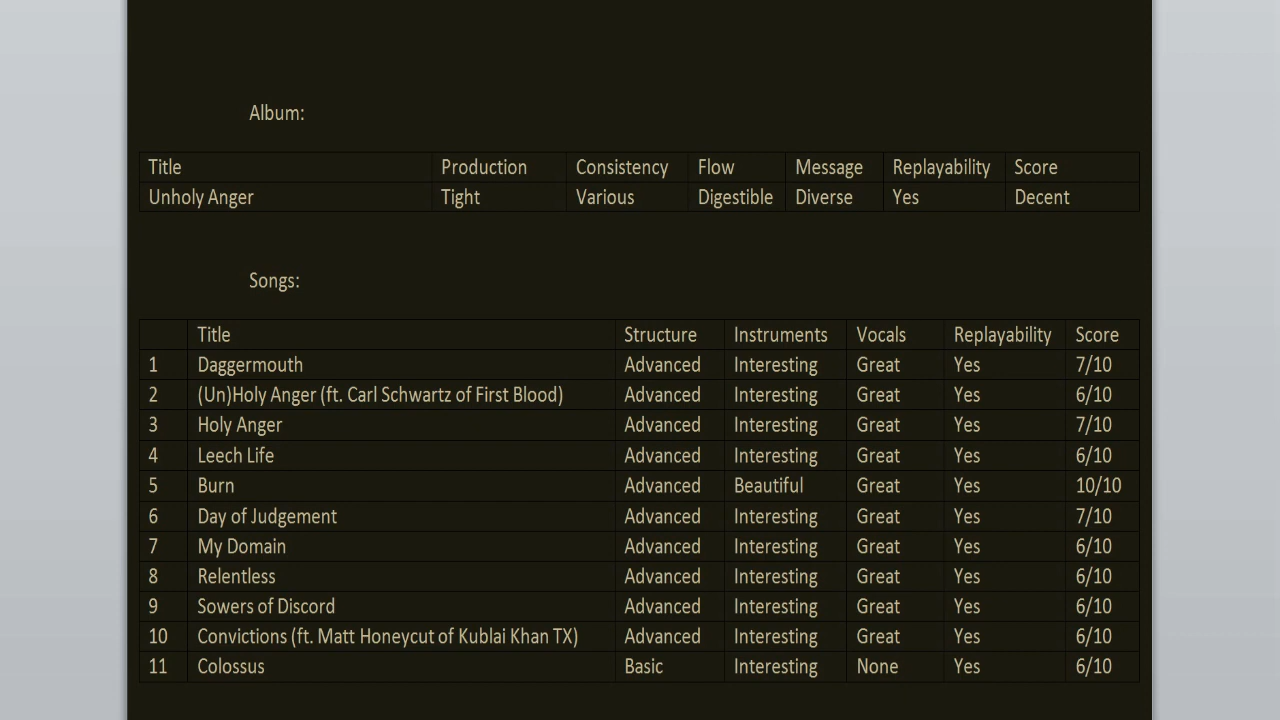 Album:
Title Production Consistency Flow Message Replayability Score
Unholy Anger Tight Various Digestible Diverse Yes Decent
Songs:
Title Structure Instruments Vocals Replayability Score
1 Daggermouth Advanced Interesting Great Yes 7/10
2 (Un)Holy Anger (ft. Carl Schwartz of First Blood) Advanced Interesting Great Yes 6/10
3 Holy Anger Advanced Interesting Great Yes 7/10
4 Leech Life Advanced Interesting Great Yes 6/10
5 Burn Advanced Beautiful Great Yes 10/10
6 Day of Judgement Advanced Interesting Great Yes 7/10
7 My Domain Advanced Interesting Great Yes 6/10
8 Relentless Advanced Interesting Great Yes 6/10
9 Sowers of Discord Advanced Interesting Great Yes 6/10
10 Convictions (ft. Matt Honeycut of Kublai Khan TX) Advanced Interesting Great Yes 6/10
11 Colossus Basic Interesting None Yes 6/10